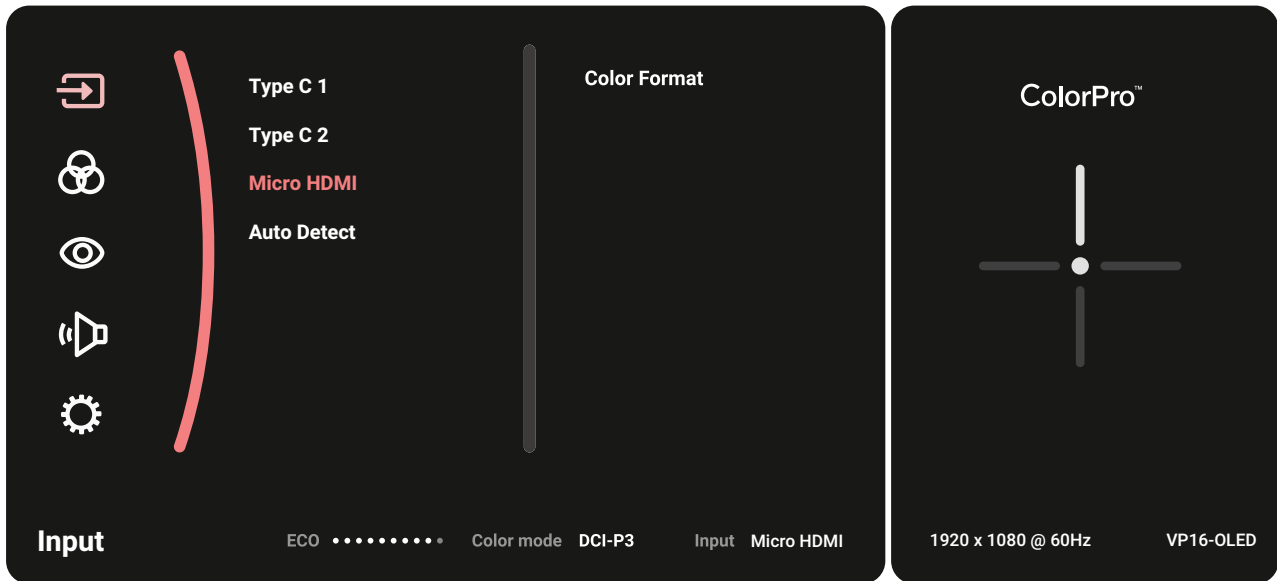 Type C 1
Type C 2
Micro HDMI
Auto Detect
Color Format
Input
ECO
Color mode DCI-P3
Input Micro HDMI
ColorPro™
1920 x 1080 @ 60Hz
VP16-OLED